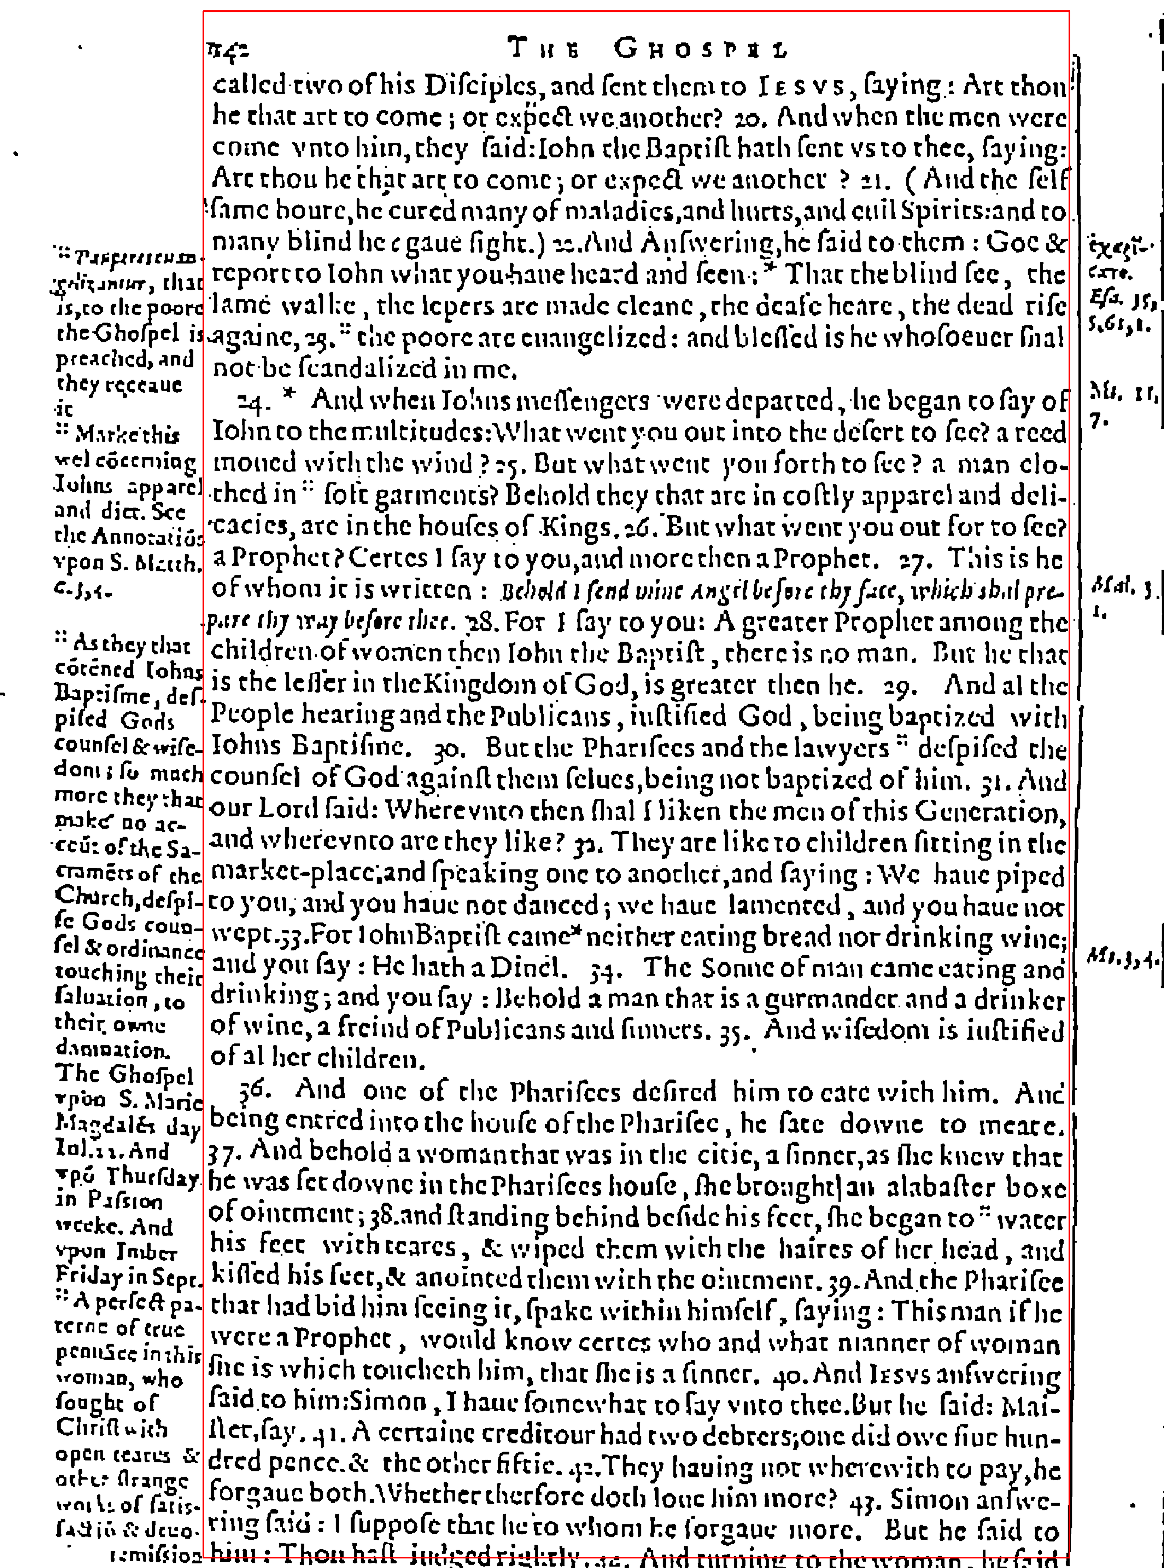 142 THE GHOSPEL
called two of his Diſciples, and ſent them to IESVS, ſaying: Art thou
he that art to come; or expect we another? 20. And when the men were
come vnto him, they ſaid: Iohn the Baptiſt hath ſent vs to thee, ſaying:
Art thou he that art to come; or expect we another? 21. (And the ſelf
ſame houre, he cured many of maladies, and hurts, and euil Spirits: and to
many blind he gaue ſight.) 22. And Anſwering, he ſaid to them: Goe &
report to Iohn what you haue heard and ſeen: * That the blind ſee, the
lame walke, the lepers are made cleane, the deafe heare, the dead riſe
againe, 23. " the poore are euangelized: and bleſſed is he whoſoeuer ſhal
not be ſcandalized in me.
24. * And when Iohns meſſengers were departed, he began to ſay of
Iohn to the multitudes: What went you out into the deſert to ſee? a reed
moued with the wind? 25. But what went you forth to ſee? a man clo-
thed in " ſoft garments? Behold they that are in coſtly apparel and deli-
cacies, are in the houſes of Kings. 26. But what went you out for to ſee?
a Prophet? Certes I ſay to you, and more then a Prophet. 27. This is he
of whom it is written: Behold I ſend mine Angel before thy face, which shal pre-
pare thy way before thee. 28. For I ſay to you: A greater Prophet among the
children of women then Iohn the Baptiſt, there is no man. But he that
is the leſſer in the Kingdom of God, is greater then he. 29. And al the
People hearing and the Publicans, iuſtified God, being baptized with
Iohns Baptiſme. 30. But the Phariſees and the lawyers " deſpiſed the
counſel of God againſt them ſelues, being not baptized of him. 31. And
our Lord ſaid: Wherevnto then ſhal I liken the men of this Generation,
and wherevnto are they like? 32. They are like to children ſitting in the
market-place, and ſpeaking one to another, and ſaying: We haue piped
to you, and you haue not danced; we haue lamented, and you haue not
wept. 33. For Iohn Baptiſt came * neither eating bread nor drinking wine;
and you ſay: He hath a Diuel. 34. The Sonne of man came eating and
drinking; and you ſay: Behold a man that is a gurmander and a drinker
of wine, a freind of Publicans and ſinners. 35. And wiſedom is iuſtified
of al her children.
36. And one of the Phariſees deſired him to eate with him. And
being entred into the houſe of the Phariſee, he ſate downe to meate.
37. And behold a woman that was in the citie, a ſinner, as ſhe knew that
he was ſet downe in the Phariſees houſe, ſhe brought an alabaſter boxe
of ointment; 38. and ſtanding behind beſide his feet, ſhe began to " water
his feet with teares, & wiped them with the haires of her head, and
kiſſed his feet, & anointed them with the ointment. 39. And the Phariſee
that had bid him ſeeing it, ſpake within himſelf, ſaying: This man if he
were a Prophet, would know certes who and what manner of woman
ſhe is which toucheth him, that ſhe is a ſinner. 40. And IESVS anſwering
ſaid to him: Simon, I haue ſomewhat to ſay vnto thee. But he ſaid: Mai-
ſter, ſay. 41. A certaine creditour had two debters; one did owe fiue hun-
dred pence, & the other fiftie. 42. They hauing not wherewith to pay, he
forgaue both. Whether therfore doth loue him more? 43. Simon anſwe-
ring ſaid: I ſuppoſe that he to whom he forgaue more. But he ſaid to
him: Thou haſt iudged rightly. 44. And turning to the woman, he ſaid
that
is, to the poore
the Ghoſpel is
preached, and
they receaue
it
" Marke this
wel cōcerning
Iohns apparel
and diet. See
the Annotatiōs
vpon S. Matth.
c. 3, 4.
" As they that
cōtēned Iohns
Baptiſme, deſ-
piſed Gods
counſel & wiſe-
dom; ſo much
more they that
make no ac-
coūt of the Sa-
cramēts of the
Church, deſpi-
ſe Gods coun-
ſel & ordinance
touching their
ſaluation, to
their owne
damnation.
The Ghoſpel
vpon S. Marie
Magdalēs day
Iul. 22. And
vpō Thurſday
in Paſsion
weeke. And
vpon Imber
Friday in Sept.
" A perfect pa-
terne of true
penitēce in this
woman, who
ſought of
Chriſt with
open teares &
other ſtrange
works of ſatis-
factiō & deuo-
remiſsion
Eſa. 35,
5. 61, 1.
Mt. 11,
7.
Mal. 3.
1.
Mt. 3, 4.